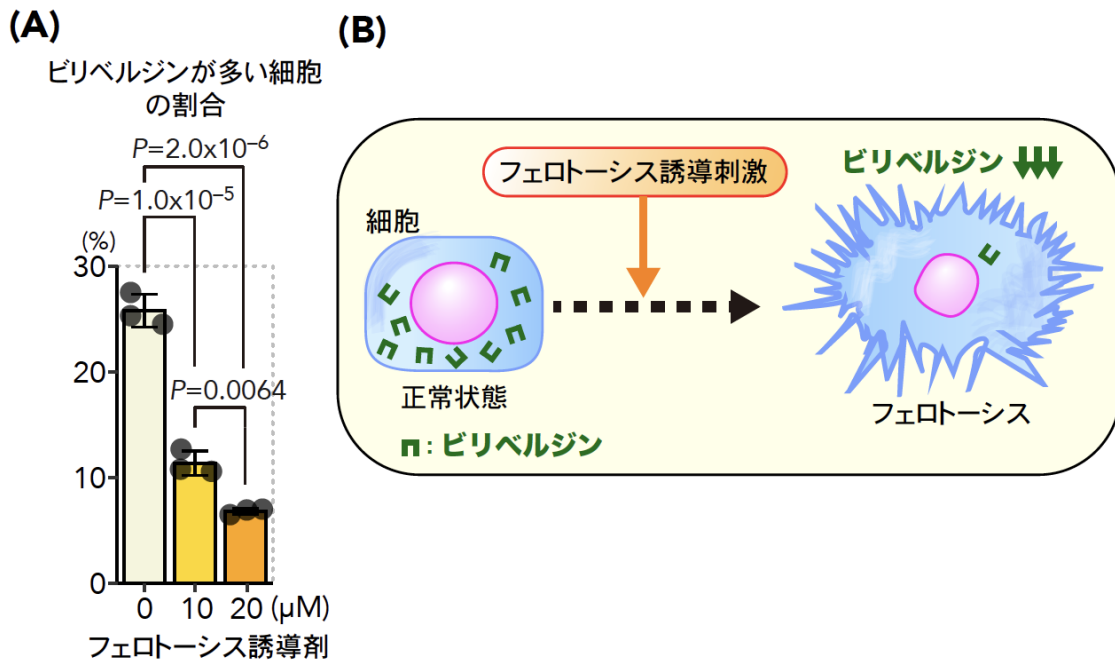 (A)
ビリベルジンが多い細胞
の割合
P=2.0x10⁻⁶
P=1.0x10⁻⁵
(%)
30
20
P=0.0064
10
0
0 10 20 (μM)
フェロトーシス誘導剤
(B)
フェロトーシス誘導刺激
ビリベルジン
細胞
正常状態
フェロトーシス
: ビリベルジン